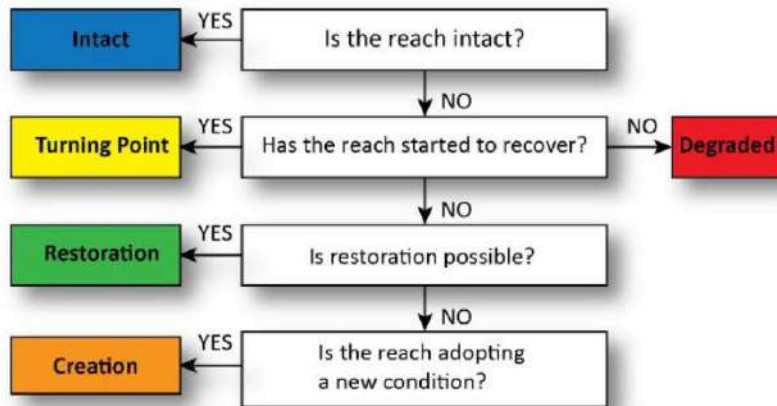 Intact
YES
Is the reach intact?
NO
Turning Point
YES
Has the reach started to recover?
NO
Degraded
NO
Restoration
YES
Is restoration possible?
NO
Creation
YES
Is the reach adopting
a new condition?